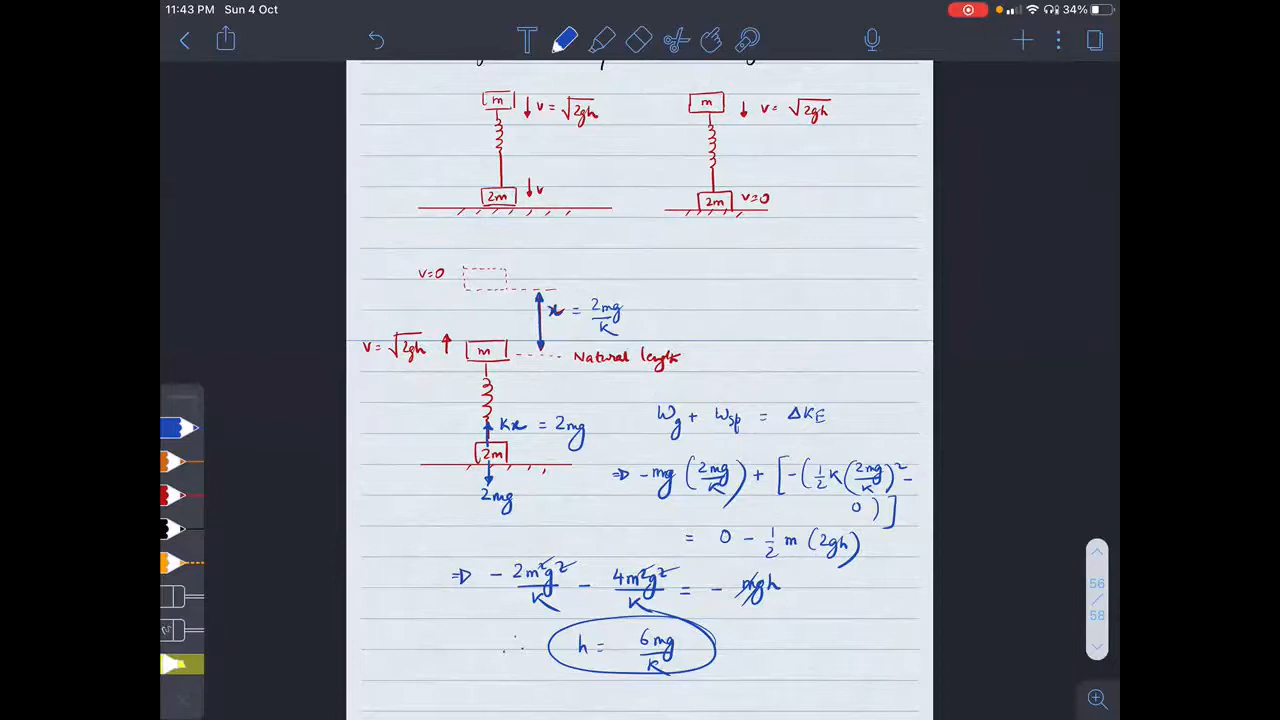 11:43 PM Sun 4 Oct 34%
m v = √2gh m v = √2gh
2m v 2m v=0
v=0
x = 2mg/K
v = √2gh m Natural length
Wg + Wsp = ΔKE
Kx = 2mg
2m
2mg
⇒ -mg (2mg/K) + [-(½K(2mg/K)² - 0)]
= 0 - ½ m (2gh)
⇒ - 2m²g²/K - 4m²g²/K = - mgh
∴ h = 6mg/K
56
/
58